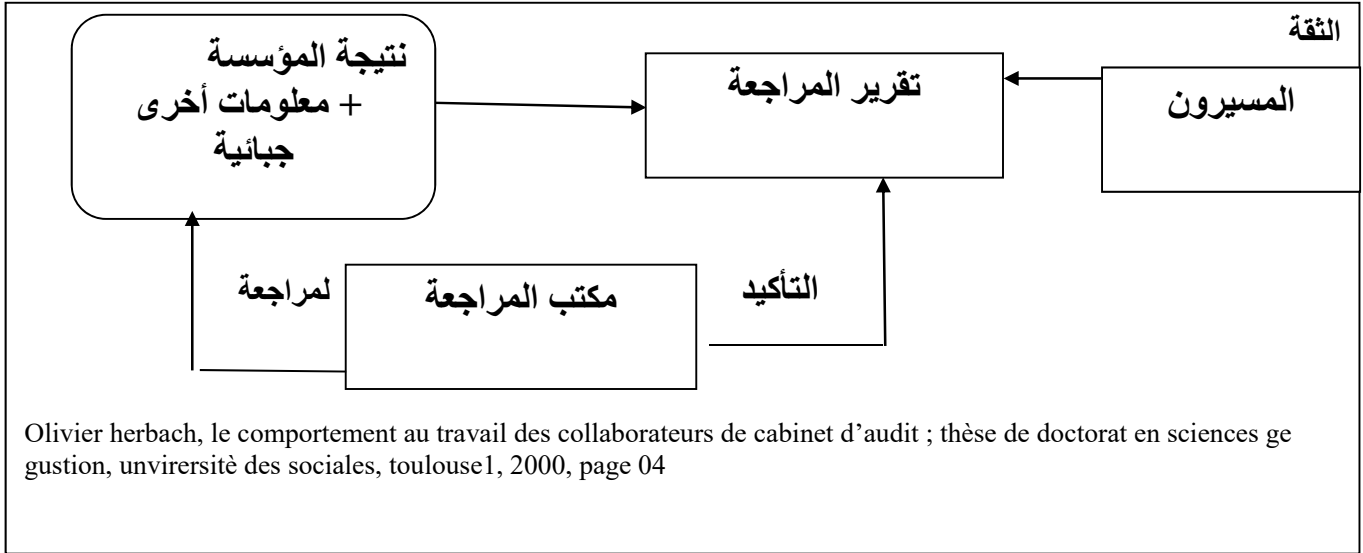 الثقة
المسيرون
تقرير المراجعة
نتيجة المؤسسة
+ معلومات أخرى
جبائية
التأكيد
مكتب المراجعة
لمراجعة
Olivier herbach, le comportement au travail des collaborateurs de cabinet d’audit ; thèse de doctorat en sciences ge
gustion, unvirersitè des sociales, toulouse1, 2000, page 04